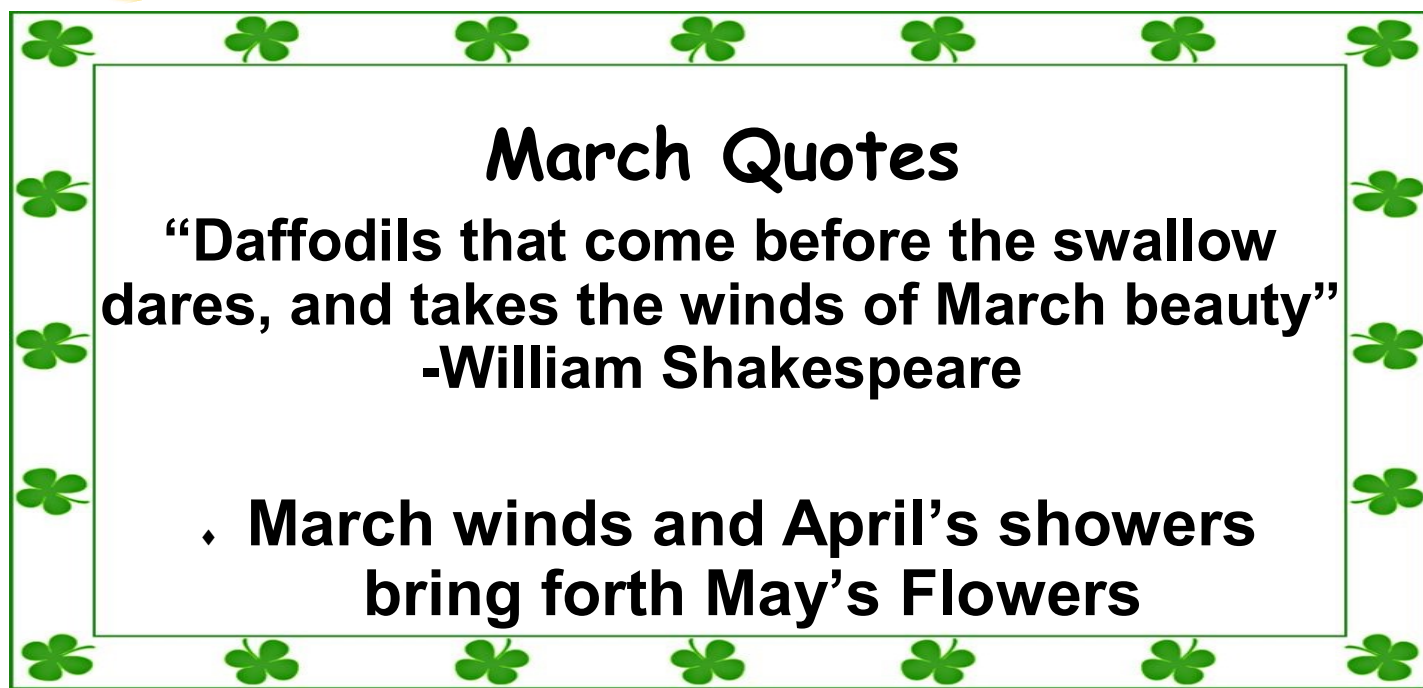 March Quotes
“Daffodils that come before the swallow
dares, and takes the winds of March beauty”
-William Shakespeare
⬧ March winds and April’s showers
bring forth May’s Flowers